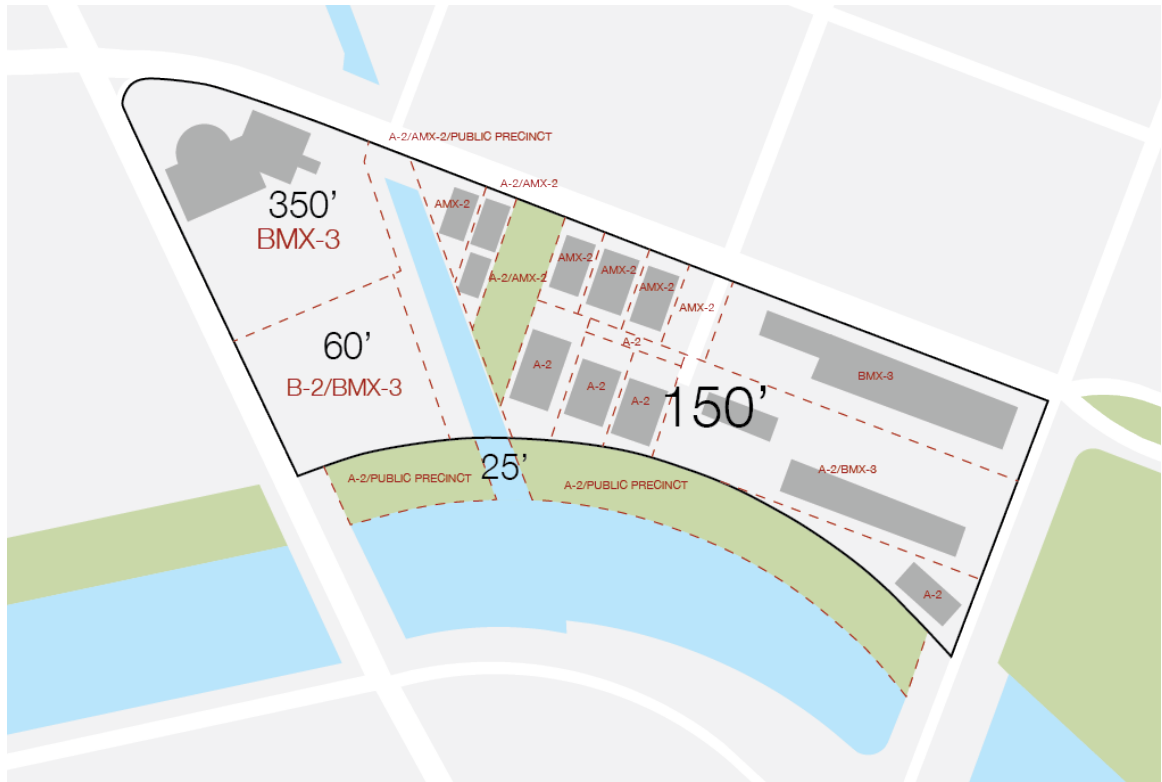 A-2/AMX-2/PUBLIC PRECINCT
A-2/AMX-2
350’
BMX-3
AMX-2
A-2/AMX-2
AMX-2
AMX-2
AMX-2
AMX-2
60’
B-2/BMX-3
A-2
A-2
A-2
A-2
150’
BMX-3
25’
A-2/PUBLIC PRECINCT
A-2/PUBLIC PRECINCT
A-2/BMX-3
A-2